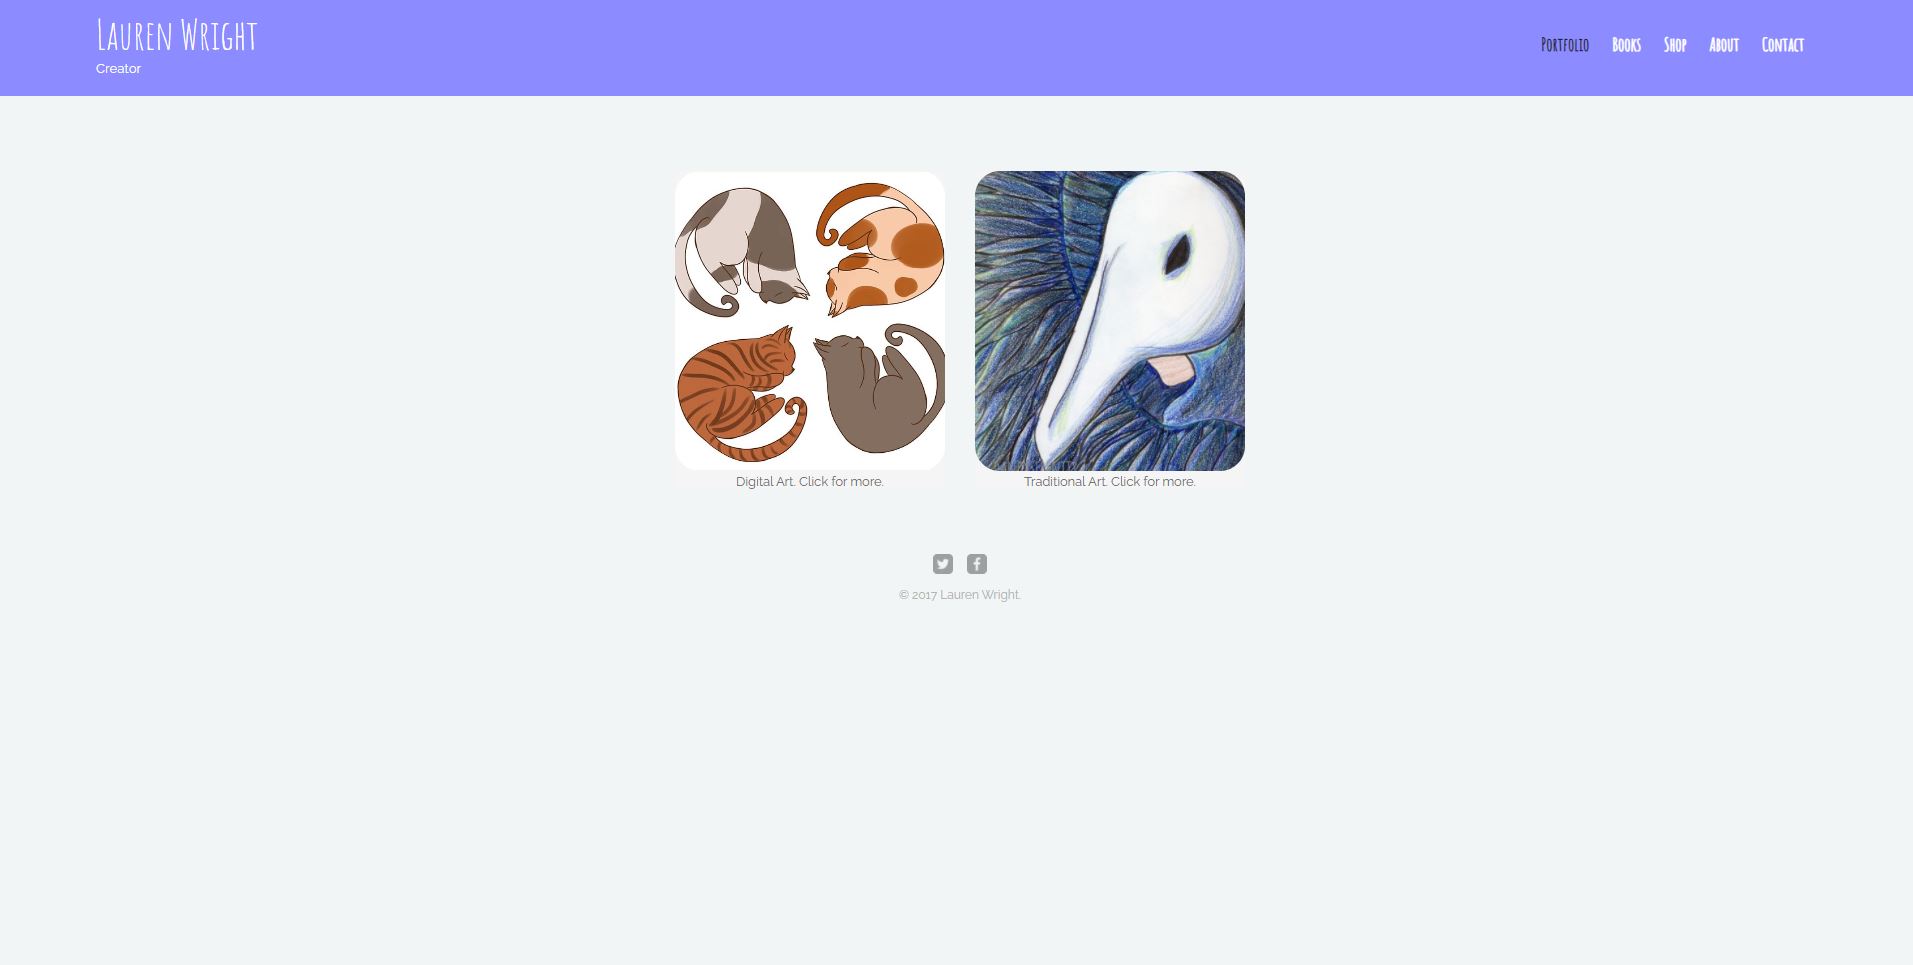 Lauren Wright
Creator
Portfolio Books Shop About Contact
Digital Art. Click for more.
Traditional Art. Click for more.
© 2017 Lauren Wright.